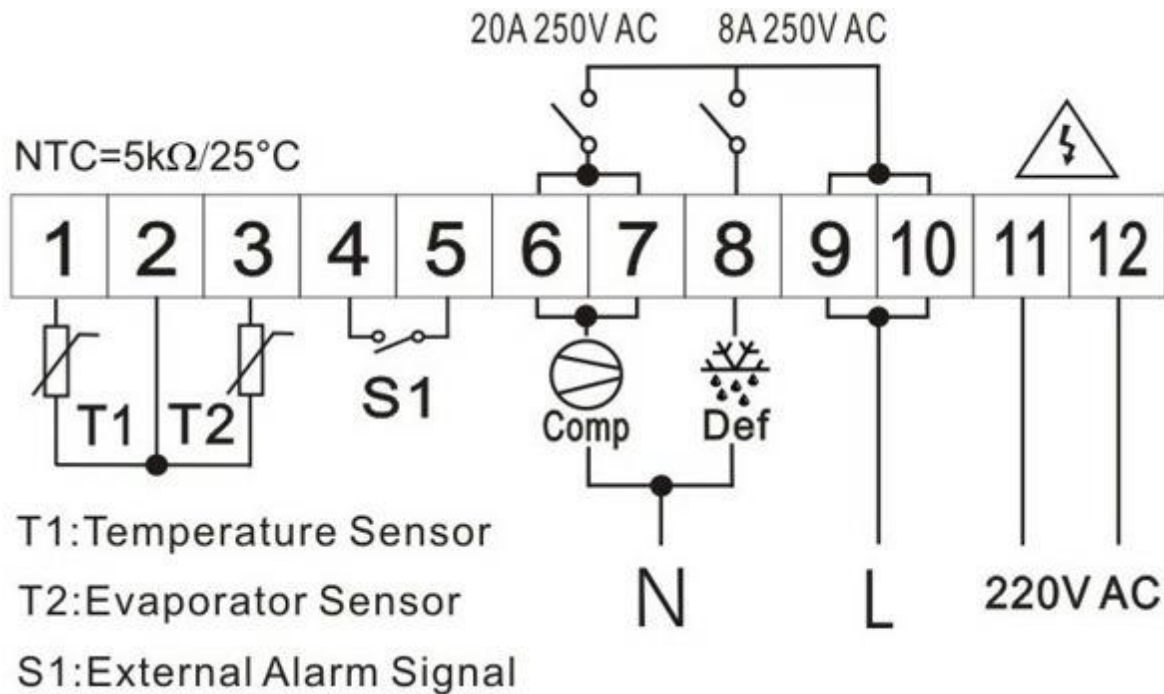 20A 250V AC 8A 250V AC
NTC=5kΩ/25°C
1 2 3 4 5 6 7 8 9 10 11 12
T1 T2 S1 Comp Def
T1:Temperature Sensor
T2:Evaporator Sensor
N L 220V AC
S1:External Alarm Signal